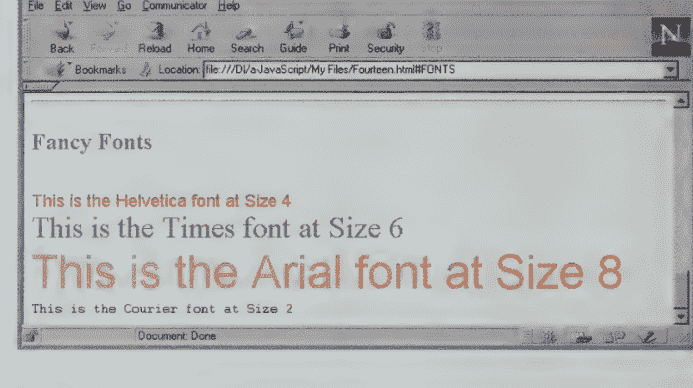 File Edit View Go Communicator Help
Back Forward Reload Home Search Guide Print Security Stop
Bookmarks Location: file:///D|/a-JavaScript/My Files/Fourteen.html#FONTS
N
Fancy Fonts
This is the Helvetica font at Size 4
This is the Times font at Size 6
This is the Arial font at Size 8
This is the Courier font at Size 2
Document: Done